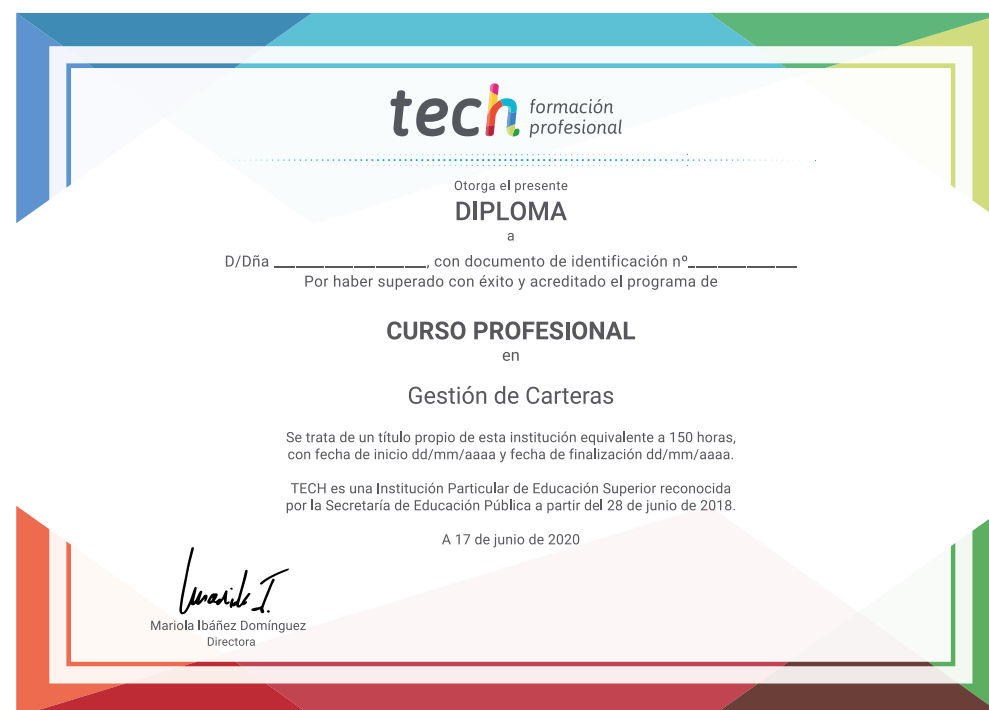 tech formación
profesional
Otorga el presente
DIPLOMA
a
D/Dña ______________, con documento de identificación nº__________
Por haber superado con éxito y acreditado el programa de
CURSO PROFESIONAL
en
Gestión de Carteras
Se trata de un título propio de esta institución equivalente a 150 horas,
con fecha de inicio dd/mm/aaaa y fecha de finalización dd/mm/aaaa.
TECH es una Institución Particular de Educación Superior reconocida
por la Secretaría de Educación Pública a partir del 28 de junio de 2018.
A 17 de junio de 2020
Mariola Ibáñez Domínguez
Directora